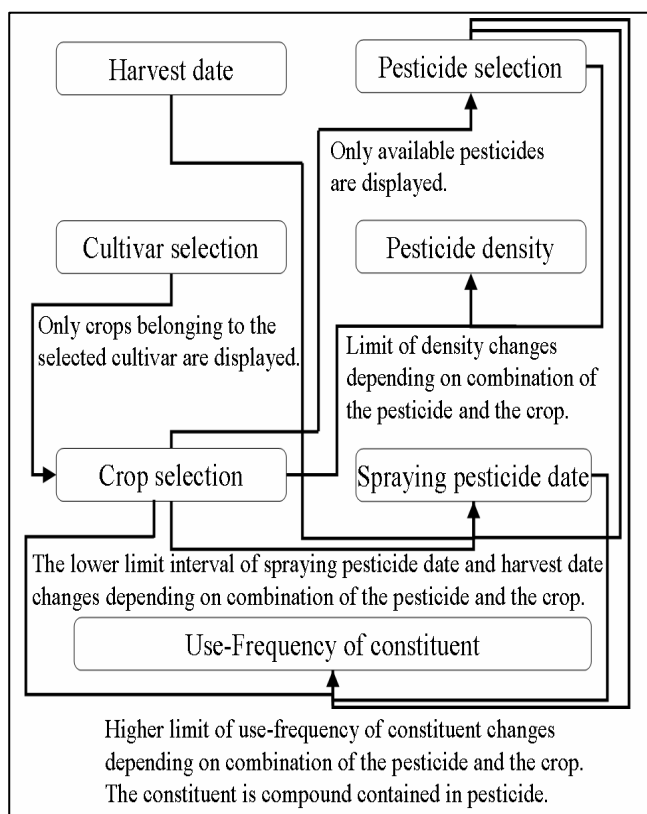 Harvest date
Pesticide selection
Only available pesticides
are displayed.
Cultivar selection
Pesticide density
Only crops belonging to the
selected cultivar are displayed.
Limit of density changes
depending on combination of
the pesticide and the crop.
Crop selection
Spraying pesticide date
The lower limit interval of spraying pesticide date and harvest date
changes depending on combination of the pesticide and the crop.
Use-Frequency of constituent
Higher limit of use-frequency of constituent changes
depending on combination of the pesticide and the crop.
The constituent is compound contained in pesticide.